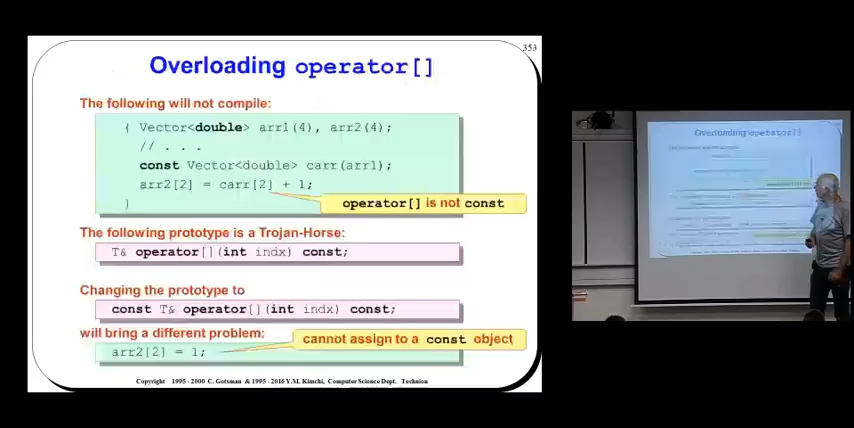 353
Overloading operator[]
The following will not compile:
{ Vector<double> arr1(4), arr2(4);
// . . .
const Vector<double> carr(arr1);
arr2[2] = carr[2] + 1;
operator[] is not const
}
The following prototype is a Trojan-Horse:
T& operator[](int indx) const;
Changing the prototype to
const T& operator[](int indx) const;
will bring a different problem:
cannot assign to a const object
arr2[2] = 1;
Copyright 1995 - 2000 C. Gotsman & 1995 - 2016 Y.M. Kimchi, Computer Science Dept. Technion
Overloading operator[]